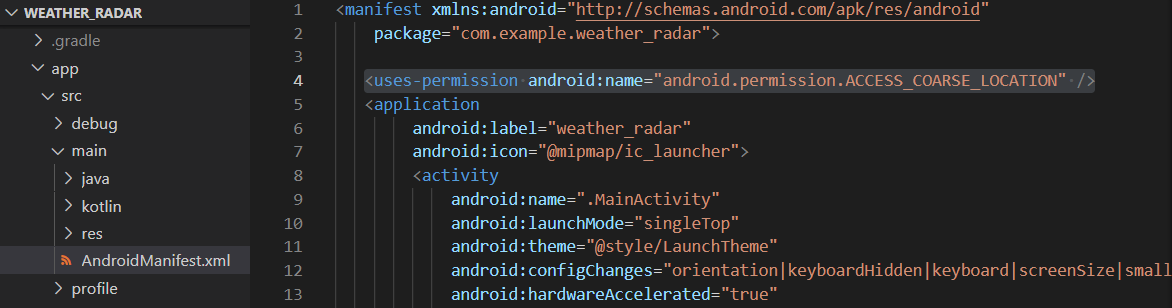 WEATHER_RADAR
.gradle
app
src
debug
main
java
kotlin
res
AndroidManifest.xml
profile
1 <manifest xmlns:android="http://schemas.android.com/apk/res/android"
2 package="com.example.weather_radar">
3
4 <uses-permission android:name="android.permission.ACCESS_COARSE_LOCATION" />
5 <application
6 android:label="weather_radar"
7 android:icon="@mipmap/ic_launcher">
8 <activity
9 android:name=".MainActivity"
10 android:launchMode="singleTop"
11 android:theme="@style/LaunchTheme"
12 android:configChanges="orientation|keyboardHidden|keyboard|screenSize|small
13 android:hardwareAccelerated="true"